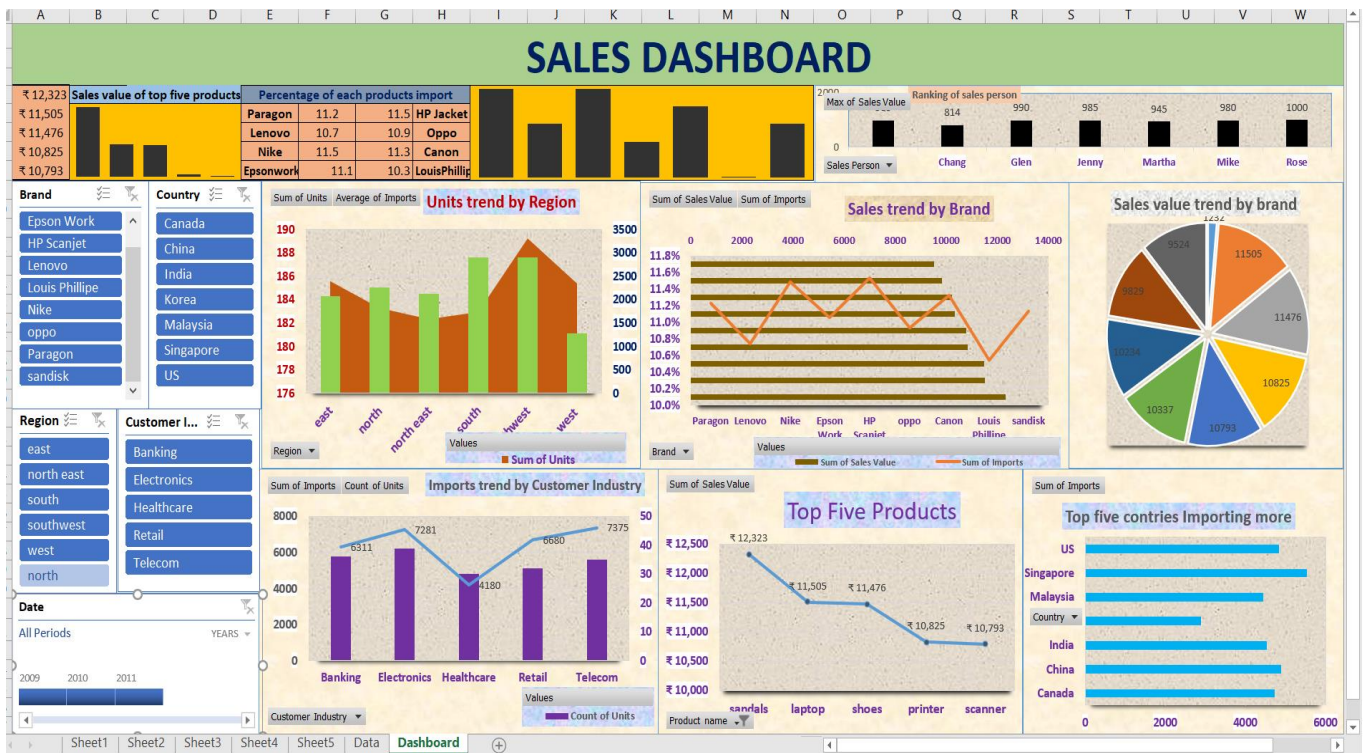 A B C D E F G H I J K L M N O P Q R S T U V W
SALES DASHBOARD
₹ 12,323
₹ 11,505
₹ 11,476
₹ 10,825
₹ 10,793
Sales value of top five products
Percentage of each products import
Paragon 11.2 11.5 HP Jacket
Lenovo 10.7 10.9 Oppo
Nike 11.5 11.3 Canon
Epsonwork 11.1 10.3 LouisPhillip
2000
Max of Sales Value
Ranking of sales person
814 990 985 945 980 1000
0
Sales Person
Chang Glen Jenny Martha Mike Rose
Brand
Epson Work
HP Scanjet
Lenovo
Louis Phillipe
Nike
oppo
Paragon
sandisk
Country
Canada
China
India
Korea
Malaysia
Singapore
US
Region
east
north east
south
southwest
west
north
Customer I...
Banking
Electronics
Healthcare
Retail
Telecom
Date
All Periods
YEARS
2009 2010 2011
Sum of Units Average of Imports
Units trend by Region
190
188
186
184
182
180
178
176
3500
3000
2500
2000
1500
1000
500
0
east north north east south hwest west
Values
Sum of Units
Region
Sum of Sales Value Sum of Imports
Sales trend by Brand
0 2000 4000 6000 8000 10000 12000 14000
11.8%
11.6%
11.4%
11.2%
11.0%
10.8%
10.6%
10.4%
10.2%
10.0%
Paragon Lenovo Nike Epson HP oppo Canon Louis sandisk
Work Scanjet Phillipe
Values
Brand
Sum of Sales Value Sum of Imports
Sales value trend by brand
1232
11505
11476
10825
10793
10337
10234
9829
9524
Sum of Imports Count of Units
Imports trend by Customer Industry
8000
6000
4000
2000
0
6311 7281 4180 6680 7375
50
40
30
20
10
0
Banking Electronics Healthcare Retail Telecom
Values
Count of Units
Customer Industry
Sum of Sales Value
Top Five Products
₹ 12,500
₹ 12,000
₹ 11,500
₹ 11,000
₹ 10,500
₹ 10,000
₹ 12,323
₹ 11,505
₹ 11,476
₹ 10,825
₹ 10,793
sandals laptop shoes printer scanner
Product name
Sum of Imports
Top five contries Importing more
US
Singapore
Malaysia
Country
India
China
Canada
0 2000 4000 6000
Sheet1 Sheet2 Sheet3 Sheet4 Sheet5 Data Dashboard